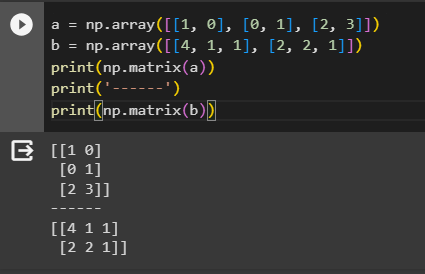 a = np.array([[1, 0], [0, 1], [2, 3]])
b = np.array([[4, 1, 1], [2, 2, 1]])
print(np.matrix(a))
print('------')
print(np.matrix(b))
[[1 0]
 [0 1]
 [2 3]]
------
[[4 1 1]
 [2 2 1]]